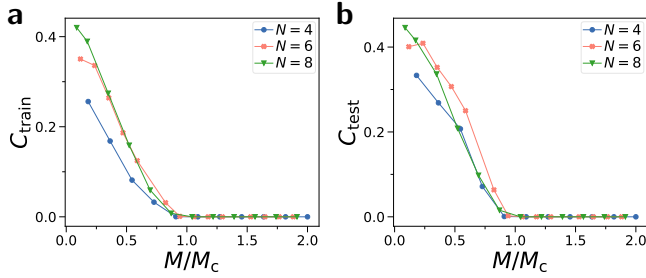 a
C_train
0.4
0.2
0.0
0.0 0.5 1.0 1.5 2.0
M/M_c
N = 4
N = 6
N = 8
b
C_test
0.4
0.2
0.0
0.0 0.5 1.0 1.5 2.0
M/M_c
N = 4
N = 6
N = 8